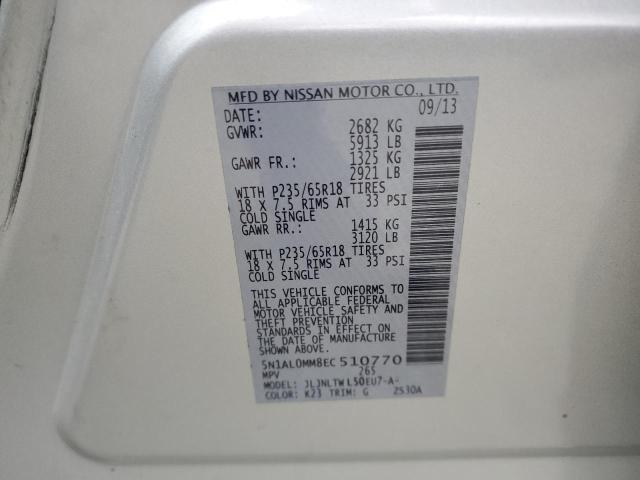 MFD BY NISSAN MOTOR CO., LTD.
DATE: 09/13
GVWR: 2682 KG
5913 LB
GAWR FR.: 1325 KG
2921 LB
WITH P235/65R18 TIRES
18 X 7.5 RIMS AT 33 PSI
COLD SINGLE
GAWR RR.: 1415 KG
3120 LB
WITH P235/65R18 TIRES
18 X 7.5 RIMS AT 33 PSI
COLD SINGLE
THIS VEHICLE CONFORMS TO
ALL APPLICABLE FEDERAL
MOTOR VEHICLE SAFETY AND
THEFT PREVENTION
STANDARDS IN EFFECT ON
THE DATE OF MANUFACTURE
SHOWN ABOVE.
5N1AL0MM8EC510770
MPV 265
MODEL: JLJNLTWL50EU7-A-
COLOR: K23 TRIM: G 2S30A